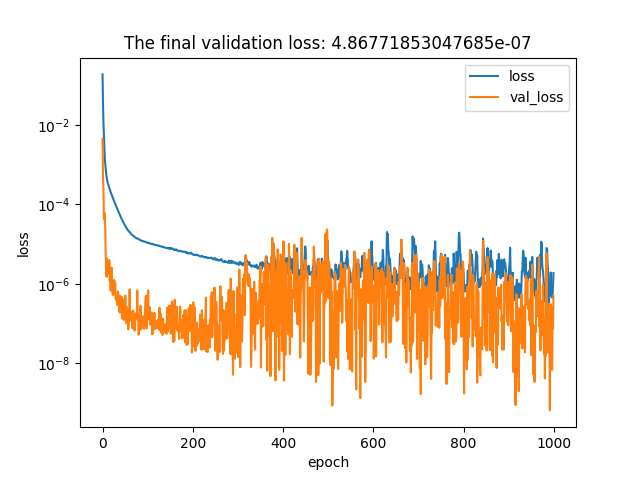 The final validation loss: 4.86771853047685e-07
loss
val_loss
10⁻²
10⁻⁴
10⁻⁶
10⁻⁸
loss
0
200
400
600
800
1000
epoch